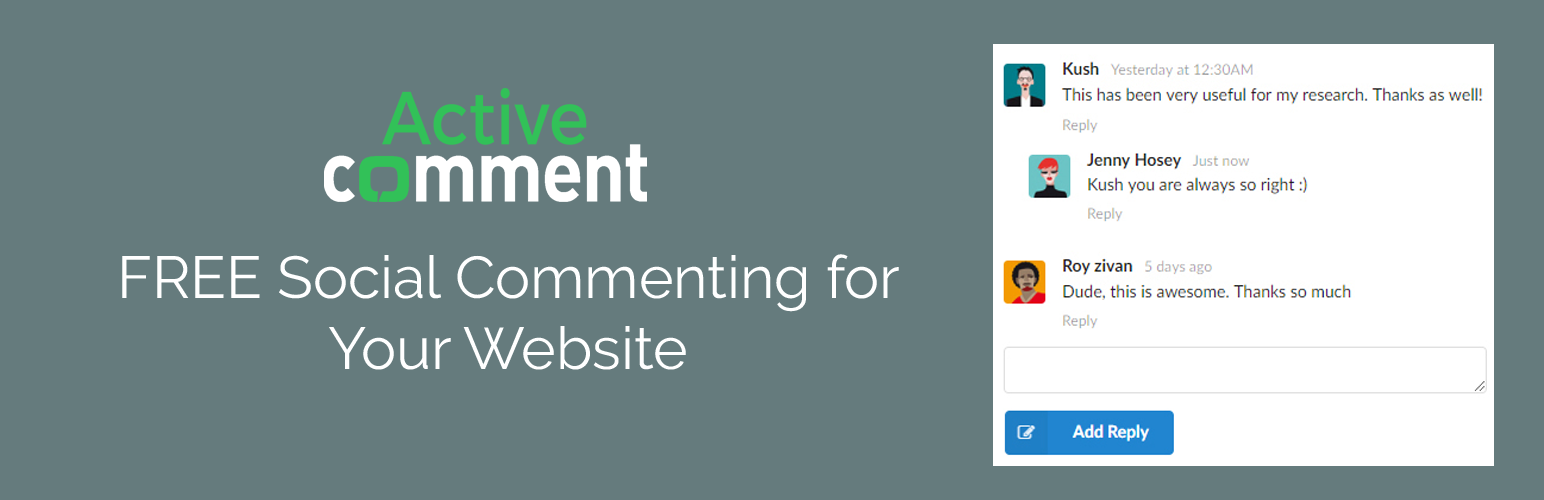 Active
comment
FREE Social Commenting for
Your Website
Kush Yesterday at 12:30AM
This has been very useful for my research. Thanks as well!
Reply
Jenny Hosey Just now
Kush you are always so right :)
Reply
Roy zivan 5 days ago
Dude, this is awesome. Thanks so much
Reply
Add Reply